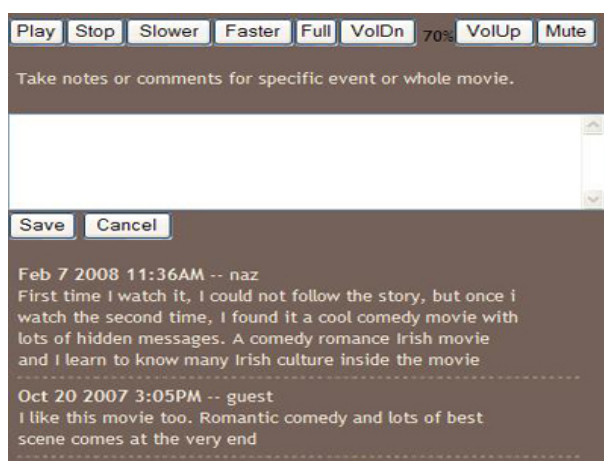 Play Stop Slower Faster Full VolDn 70% VolUp Mute
Take notes or comments for specific event or whole movie.
Save Cancel
Feb 7 2008 11:36AM -- naz
First time I watch it, I could not follow the story, but once i
watch the second time, I found it a cool comedy movie with
lots of hidden messages. A comedy romance Irish movie
and I learn to know many Irish culture inside the movie
Oct 20 2007 3:05PM -- guest
I like this movie too. Romantic comedy and lots of best
scene comes at the very end